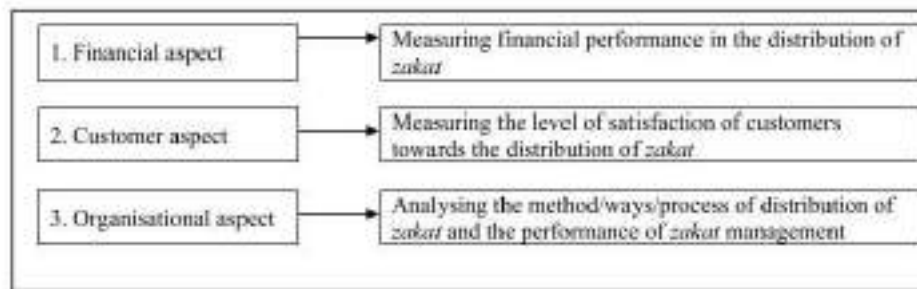 1. Financial aspect
Measuring financial performance in the distribution of
zakat
2. Customer aspect
Measuring the level of satisfaction of customers
towards the distribution of zakat
3. Organisational aspect
Analysing the method/ways/process of distribution of
zakat and the performance of zakat management